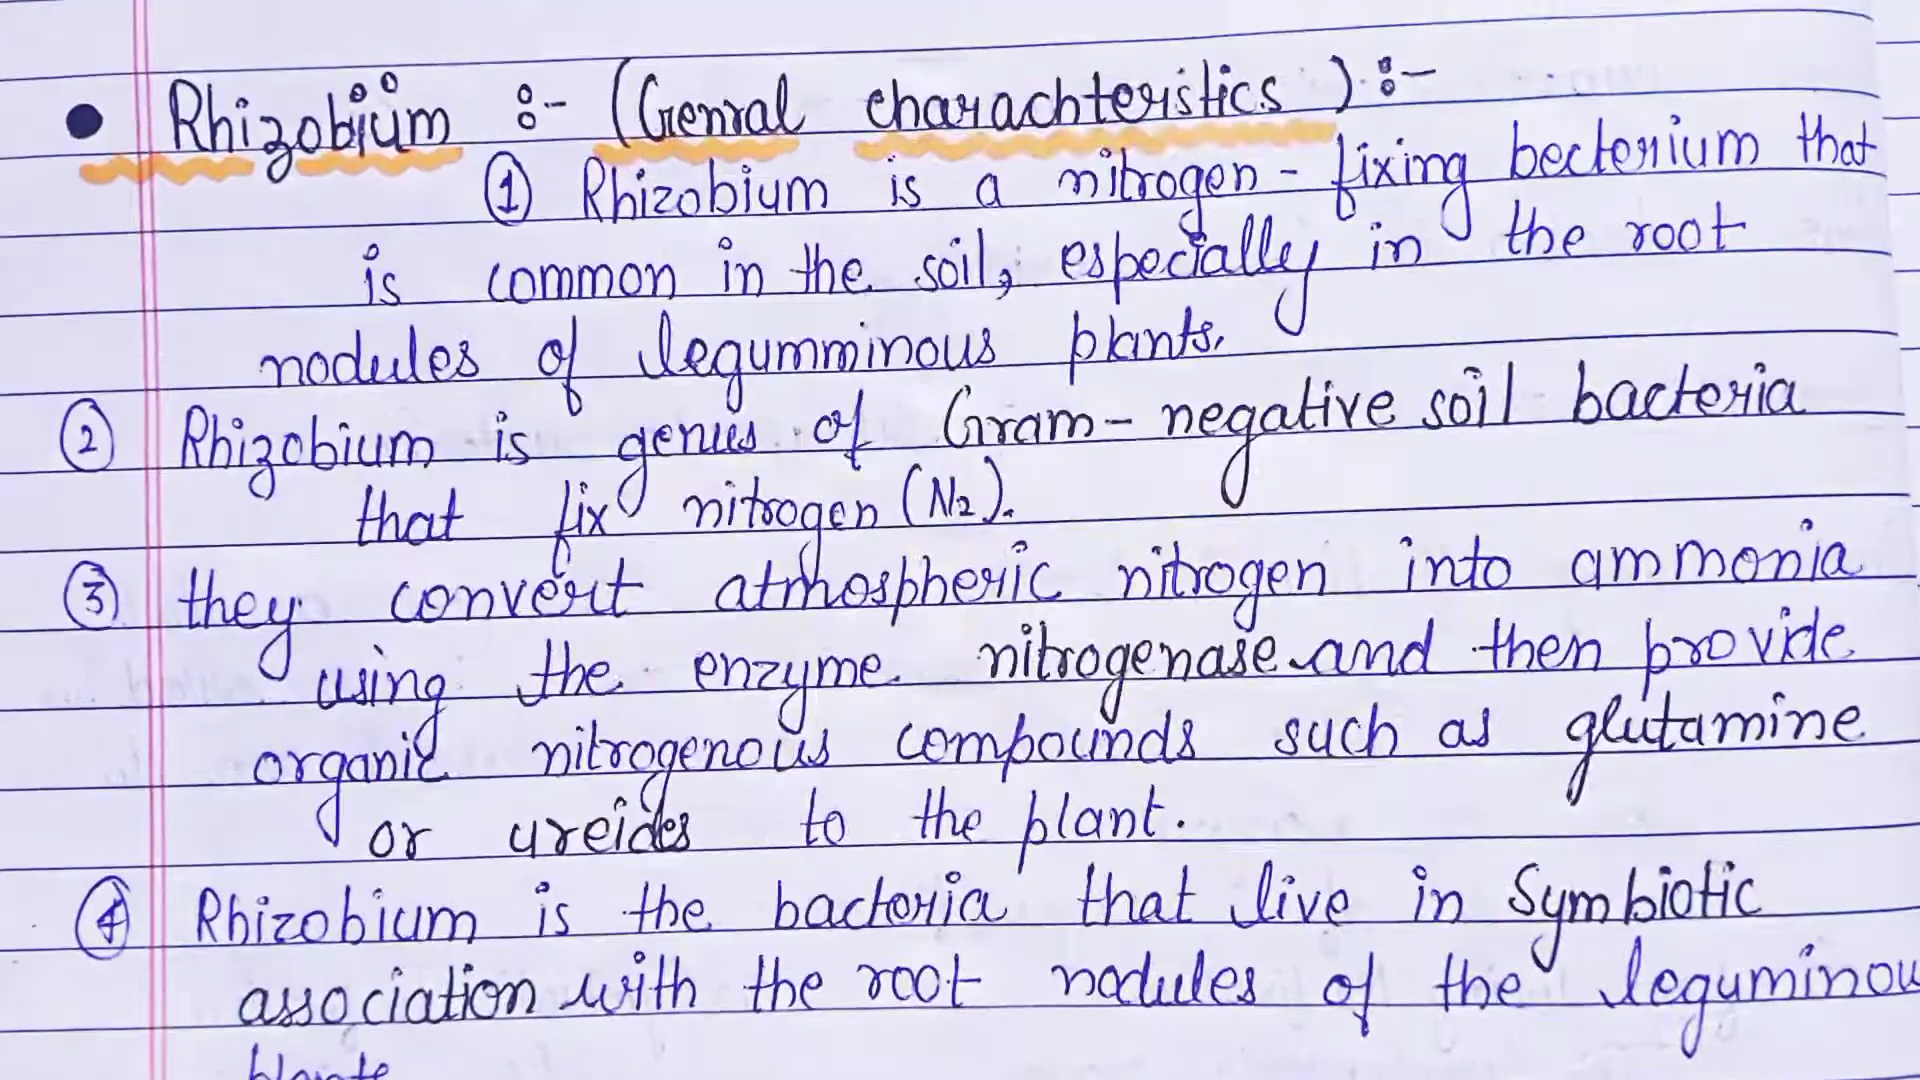 • Rhizobium :- (Genral charachteristics) :-
① Rhizobium is a nitrogen-fixing becterium that
is common in the soil, especially in the root
nodules of legumminous plants.
② Rhizobium is genus of Gram-negative soil bacteria
that fix nitrogen (N2).
③ they convert atmospheric nitrogen into ammonia
using the enzyme nitrogenase and then provide
organic nitrogenous compounds such as glutamine
or ureides to the plant.
④ Rhizobium is the bacteria that live in Symbiotic
association with the root nodules of the leguminou
plants